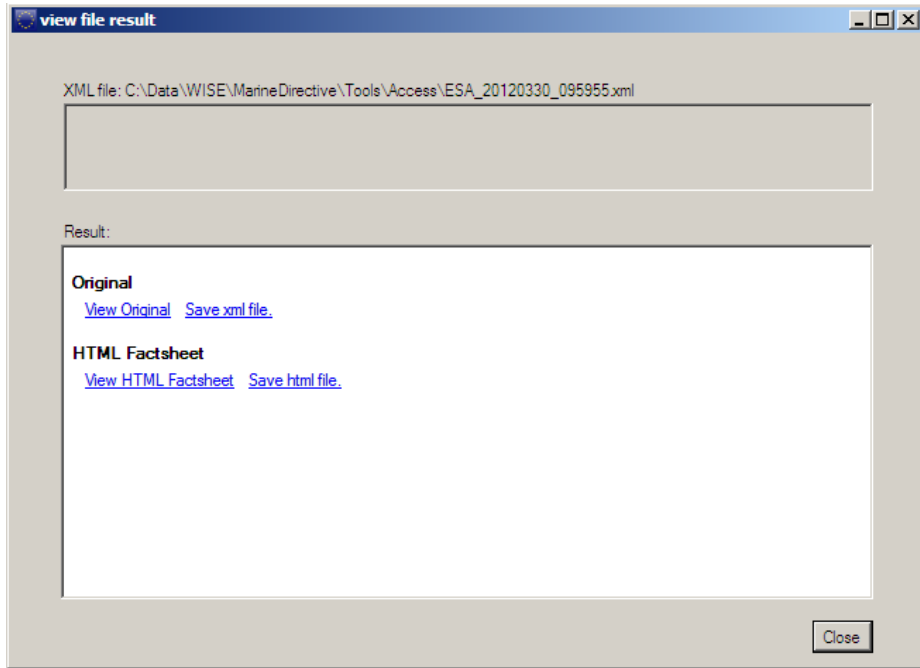 view file result
XML file: C:\Data\WISE\MarineDirective\Tools\Access\ESA_20120330_095955.xml
Result:
Original
View Original Save xml file.
HTML Factsheet
View HTML Factsheet Save html file.
Close